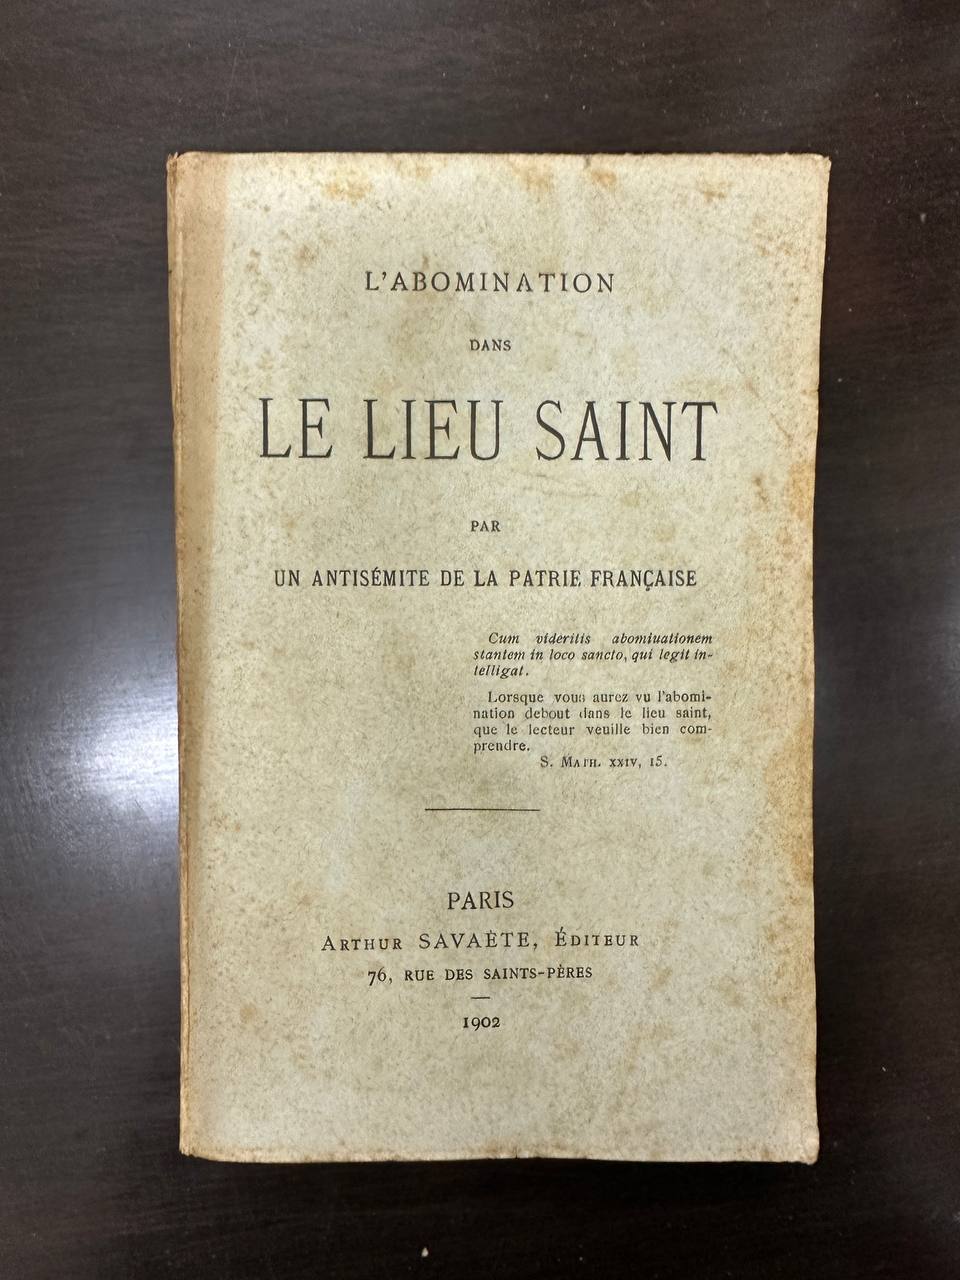 L'ABOMINATION
DANS
LE LIEU SAINT
PAR
UN ANTISÉMITE DE LA PATRIE FRANÇAISE
Cum videritis abomiuationem
stantem in loco sancto, qui legit in-
telligat.
Lorsque vous aurez vu l'abomi-
nation debout dans le lieu saint,
que le lecteur veuille bien com-
prendre.
S. MATH. XXIV, 15.
PARIS
ARTHUR SAVAÈTE, ÉDITEUR
76, RUE DES SAINTS-PÈRES
1902